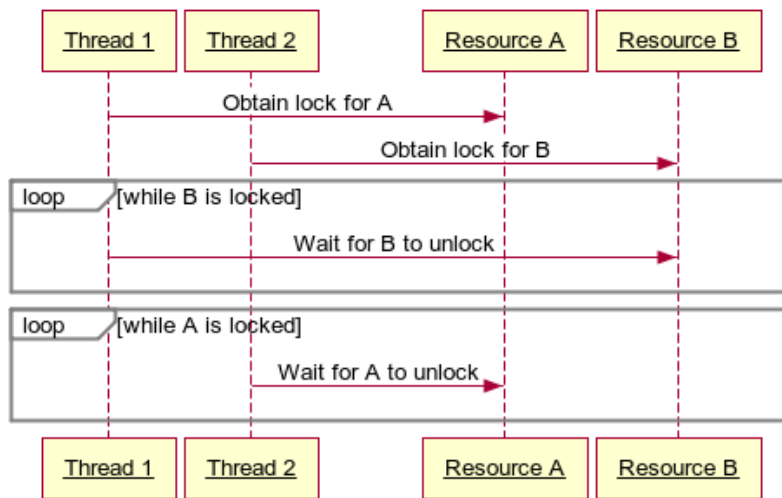 Thread 1
Thread 2
Resource A
Resource B
Obtain lock for A
Obtain lock for B
loop [while B is locked]
Wait for B to unlock
loop [while A is locked]
Wait for A to unlock
Thread 1
Thread 2
Resource A
Resource B